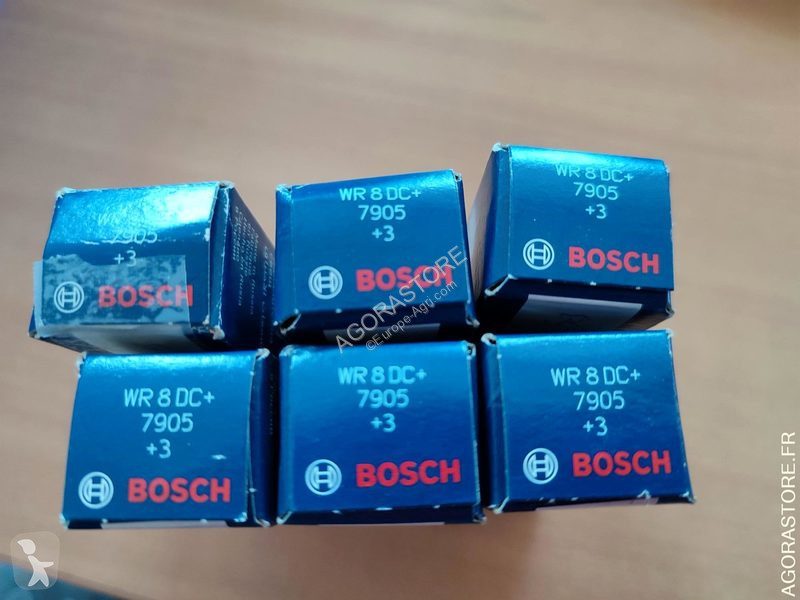 WR
7905
+3
BOSCH
WR 8 DC+
7905
+3
BOSCH
WR 8 DC+
7905
+3
BOSCH
WR 8 DC+
7905
+3
BOSCH
WR 8 DC+
7905
+3
BOSCH
WR 8 DC+
7905
+3
BOSCH
AGORASTORE
©Europe-Agri.com
AGORASTORE.FR